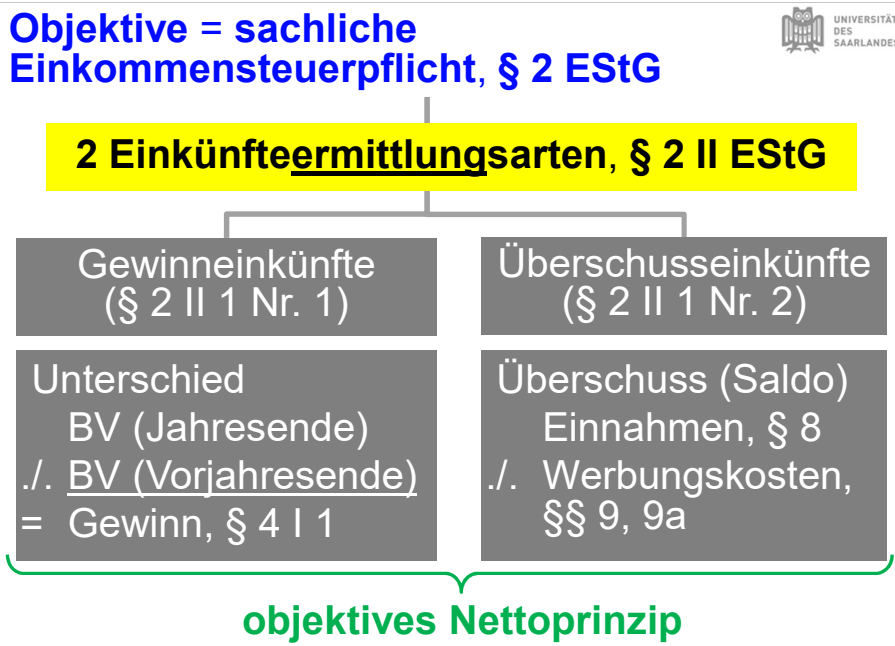 Objektive = sachliche
Einkommensteuerpflicht, § 2 EStG
UNIVERSITÄT
DES
SAARLANDES
2 Einkünfteermittlungsarten, § 2 II EStG
Gewinneinkünfte
(§ 2 II 1 Nr. 1)
Unterschied
BV (Jahresende)
./. BV (Vorjahresende)
= Gewinn, § 4 I 1
Überschusseinkünfte
(§ 2 II 1 Nr. 2)
Überschuss (Saldo)
Einnahmen, § 8
./. Werbungskosten,
§§ 9, 9a
objektives Nettoprinzip